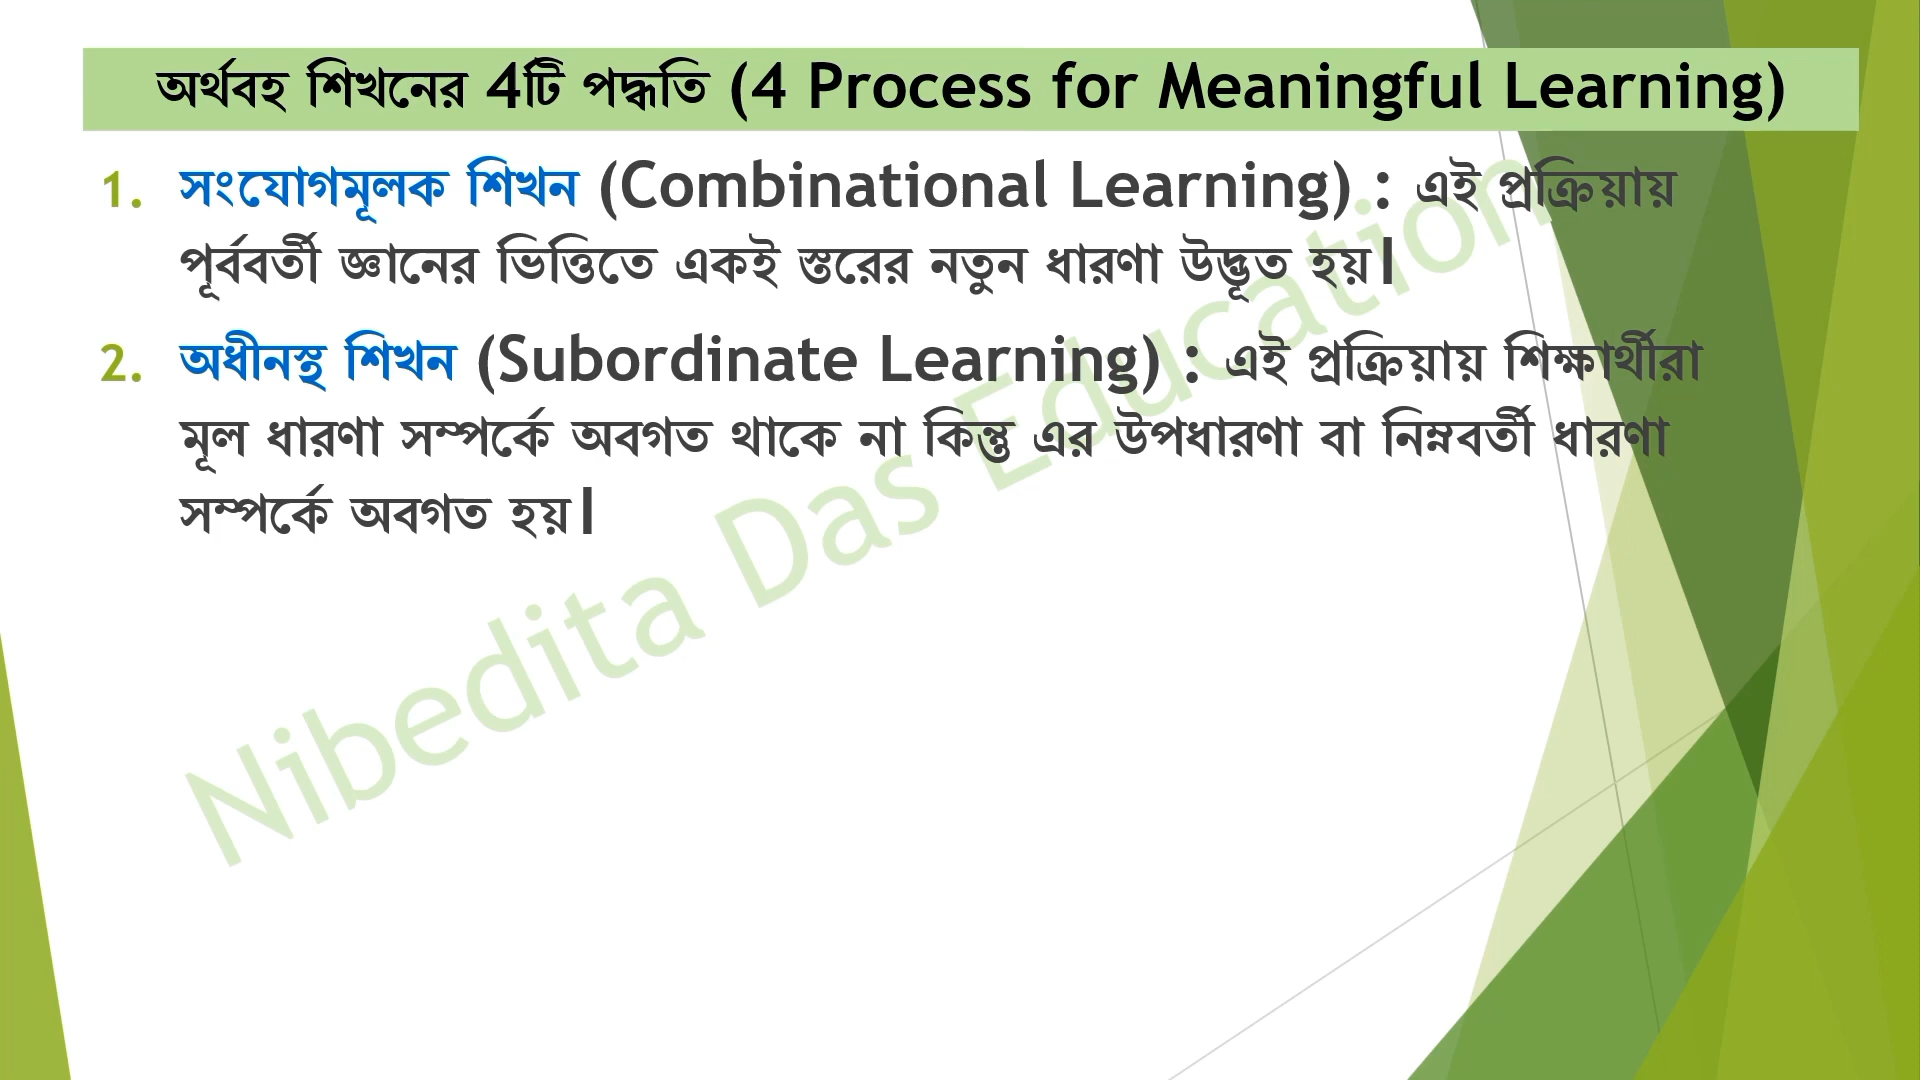 অর্থবহ শিখনের 4টি পদ্ধতি (4 Process for Meaningful Learning)
1. সংযোগমূলক শিখন (Combinational Learning) : এই প্রক্রিয়ায়
পূর্ববর্তী জ্ঞানের ভিত্তিতে একই স্তরের নতুন ধারণা উদ্ভূত হয়।
2. অধীনস্থ শিখন (Subordinate Learning) : এই প্রক্রিয়ায় শিক্ষার্থীরা
মূল ধারণা সম্পর্কে অবগত থাকে না কিন্তু এর উপধারণা বা নিম্নবর্তী ধারণা
সম্পর্কে অবগত হয়।
Nibedita Das Education